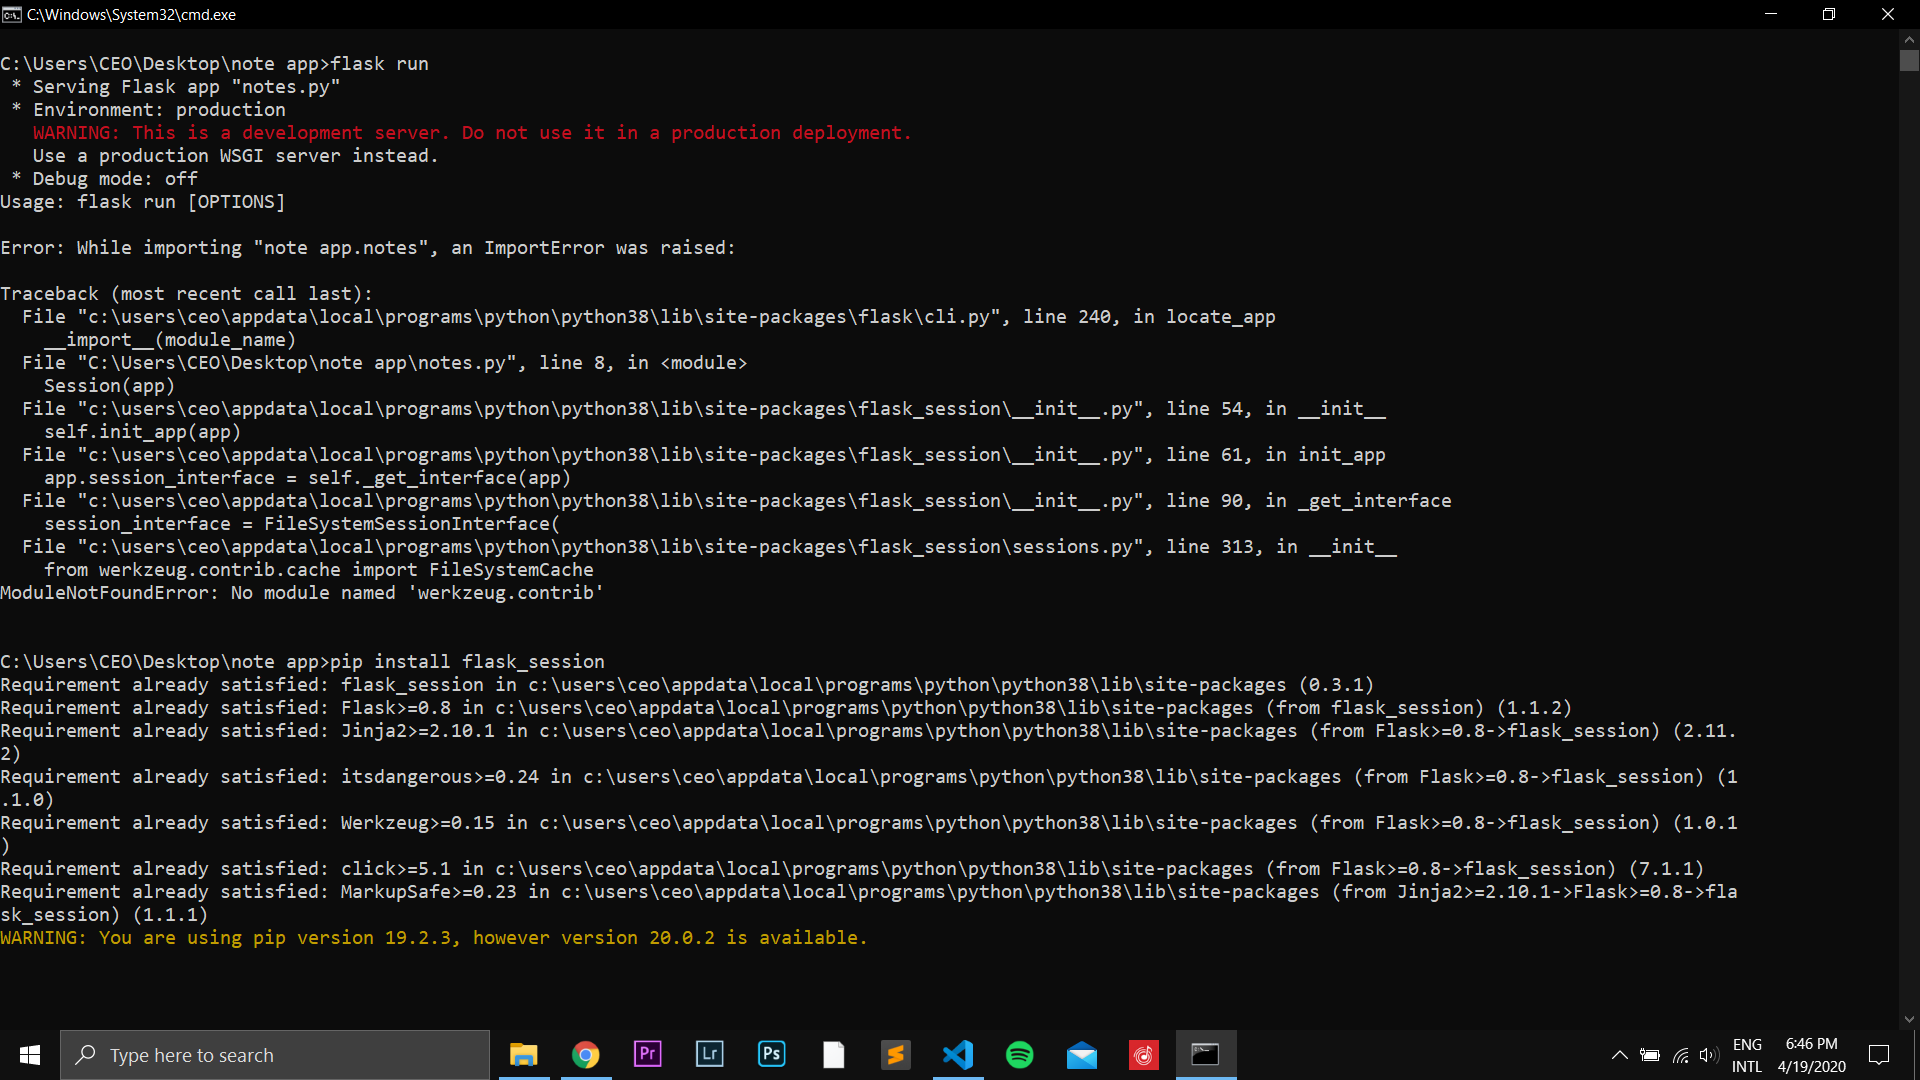 C:\Windows\System32\cmd.exe
C:\Users\CEO\Desktop\note app>flask run
 * Serving Flask app "notes.py"
 * Environment: production
   WARNING: This is a development server. Do not use it in a production deployment.
   Use a production WSGI server instead.
 * Debug mode: off
Usage: flask run [OPTIONS]
Error: While importing "note app.notes", an ImportError was raised:
Traceback (most recent call last):
  File "c:\users\ceo\appdata\local\programs\python\python38\lib\site-packages\flask\cli.py", line 240, in locate_app
    __import__(module_name)
  File "C:\Users\CEO\Desktop\note app\notes.py", line 8, in <module>
    Session(app)
  File "c:\users\ceo\appdata\local\programs\python\python38\lib\site-packages\flask_session\__init__.py", line 54, in __init__
    self.init_app(app)
  File "c:\users\ceo\appdata\local\programs\python\python38\lib\site-packages\flask_session\__init__.py", line 61, in init_app
    app.session_interface = self._get_interface(app)
  File "c:\users\ceo\appdata\local\programs\python\python38\lib\site-packages\flask_session\__init__.py", line 90, in _get_interface
    session_interface = FileSystemSessionInterface(
  File "c:\users\ceo\appdata\local\programs\python\python38\lib\site-packages\flask_session\sessions.py", line 313, in __init__
    from werkzeug.contrib.cache import FileSystemCache
ModuleNotFoundError: No module named 'werkzeug.contrib'
C:\Users\CEO\Desktop\note app>pip install flask_session
Requirement already satisfied: flask_session in c:\users\ceo\appdata\local\programs\python\python38\lib\site-packages (0.3.1)
Requirement already satisfied: Flask>=0.8 in c:\users\ceo\appdata\local\programs\python\python38\lib\site-packages (from flask_session) (1.1.2)
Requirement already satisfied: Jinja2>=2.10.1 in c:\users\ceo\appdata\local\programs\python\python38\lib\site-packages (from Flask>=0.8->flask_session) (2.11.
2)
Requirement already satisfied: itsdangerous>=0.24 in c:\users\ceo\appdata\local\programs\python\python38\lib\site-packages (from Flask>=0.8->flask_session) (1
.1.0)
Requirement already satisfied: Werkzeug>=0.15 in c:\users\ceo\appdata\local\programs\python\python38\lib\site-packages (from Flask>=0.8->flask_session) (1.0.1
)
Requirement already satisfied: click>=5.1 in c:\users\ceo\appdata\local\programs\python\python38\lib\site-packages (from Flask>=0.8->flask_session) (7.1.1)
Requirement already satisfied: MarkupSafe>=0.23 in c:\users\ceo\appdata\local\programs\python\python38\lib\site-packages (from Jinja2>=2.10.1->Flask>=0.8->fla
sk_session) (1.1.1)
WARNING: You are using pip version 19.2.3, however version 20.0.2 is available.
Type here to search
Pr
Lr
Ps
ENG
INTL
6:46 PM
4/19/2020